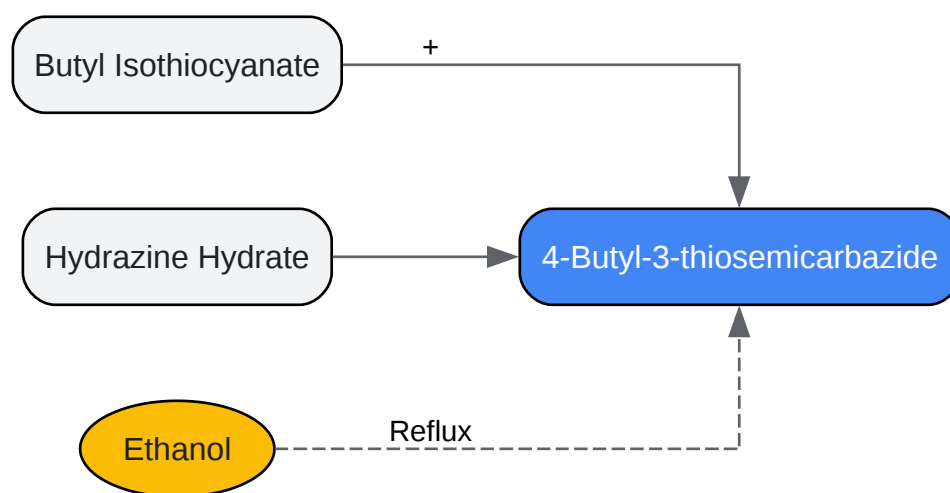 Butyl Isothiocyanate
+
Hydrazine Hydrate
4-Butyl-3-thiosemicarbazide
Ethanol
Reflux